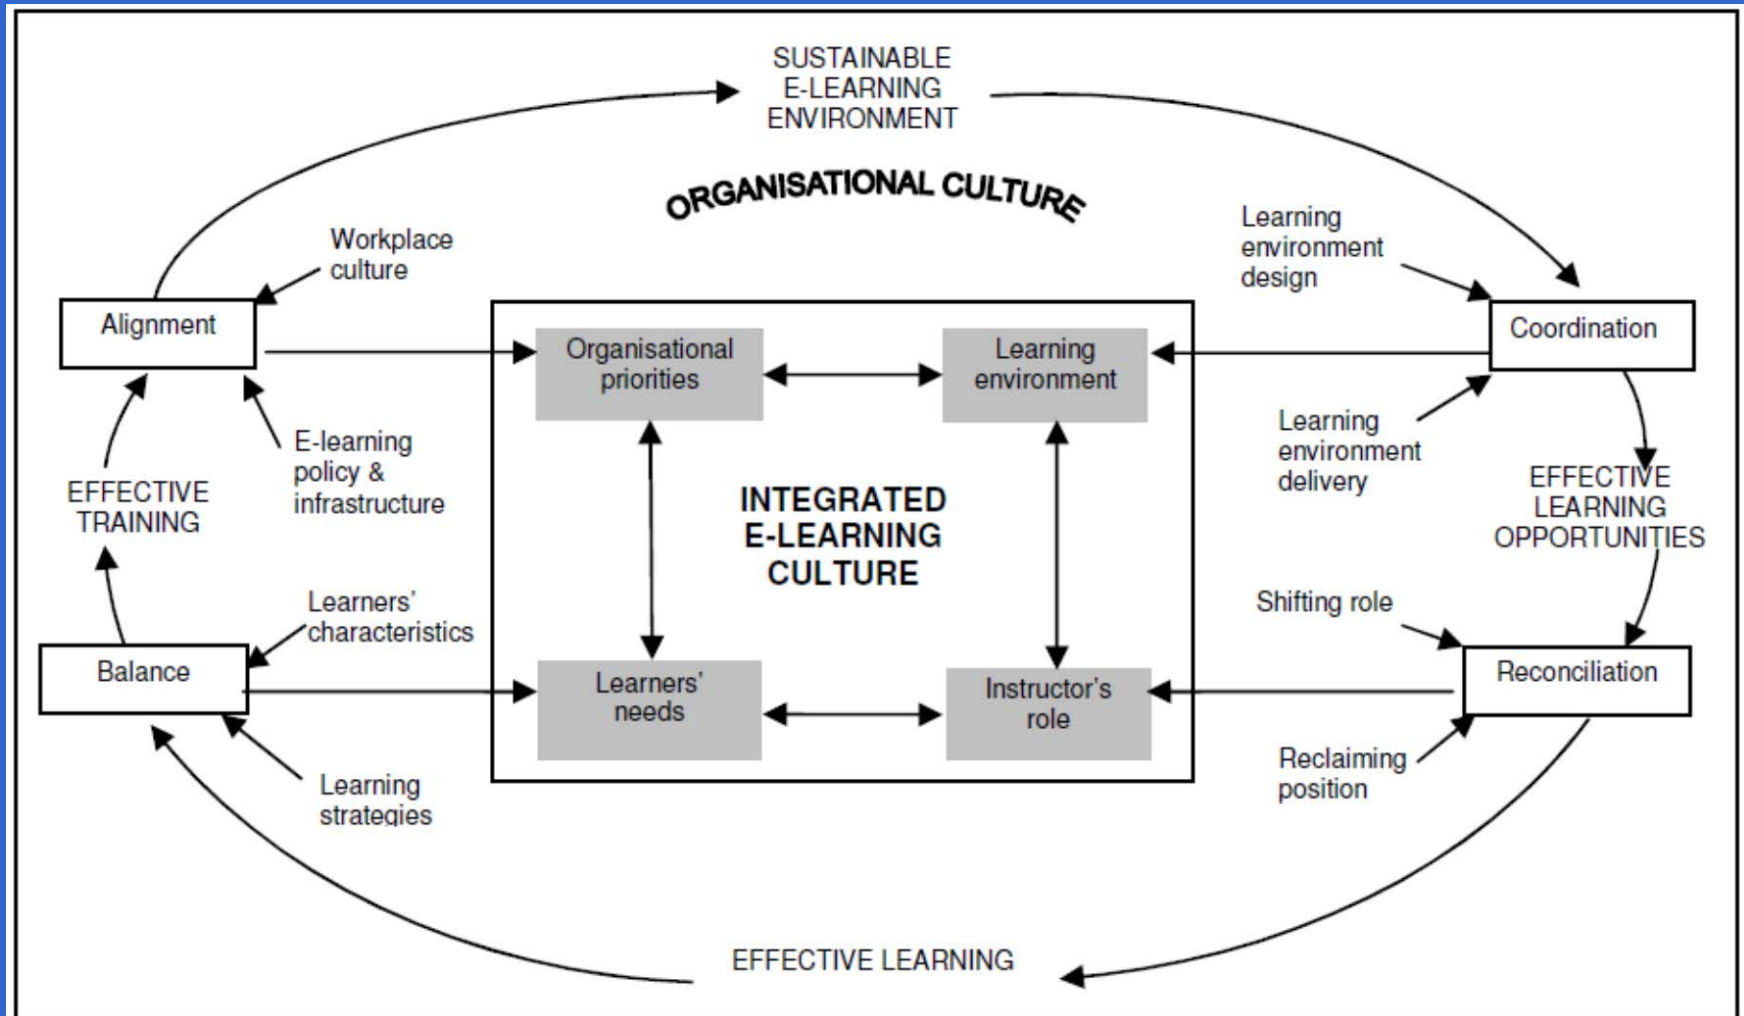 SUSTAINABLE
E-LEARNING
ENVIRONMENT
ORGANISATIONAL CULTURE
Workplace
culture
Learning
environment
design
Alignment
Organisational
priorities
Learning
environment
Coordination
E-learning
policy &
infrastructure
Learning
environment
delivery
EFFECTIVE
TRAINING
INTEGRATED
E-LEARNING
CULTURE
EFFECTIVE
LEARNING
OPPORTUNITIES
Learners’
characteristics
Shifting role
Balance
Learners’
needs
Instructor’s
role
Reconciliation
Learning
strategies
Reclaiming
position
EFFECTIVE LEARNING